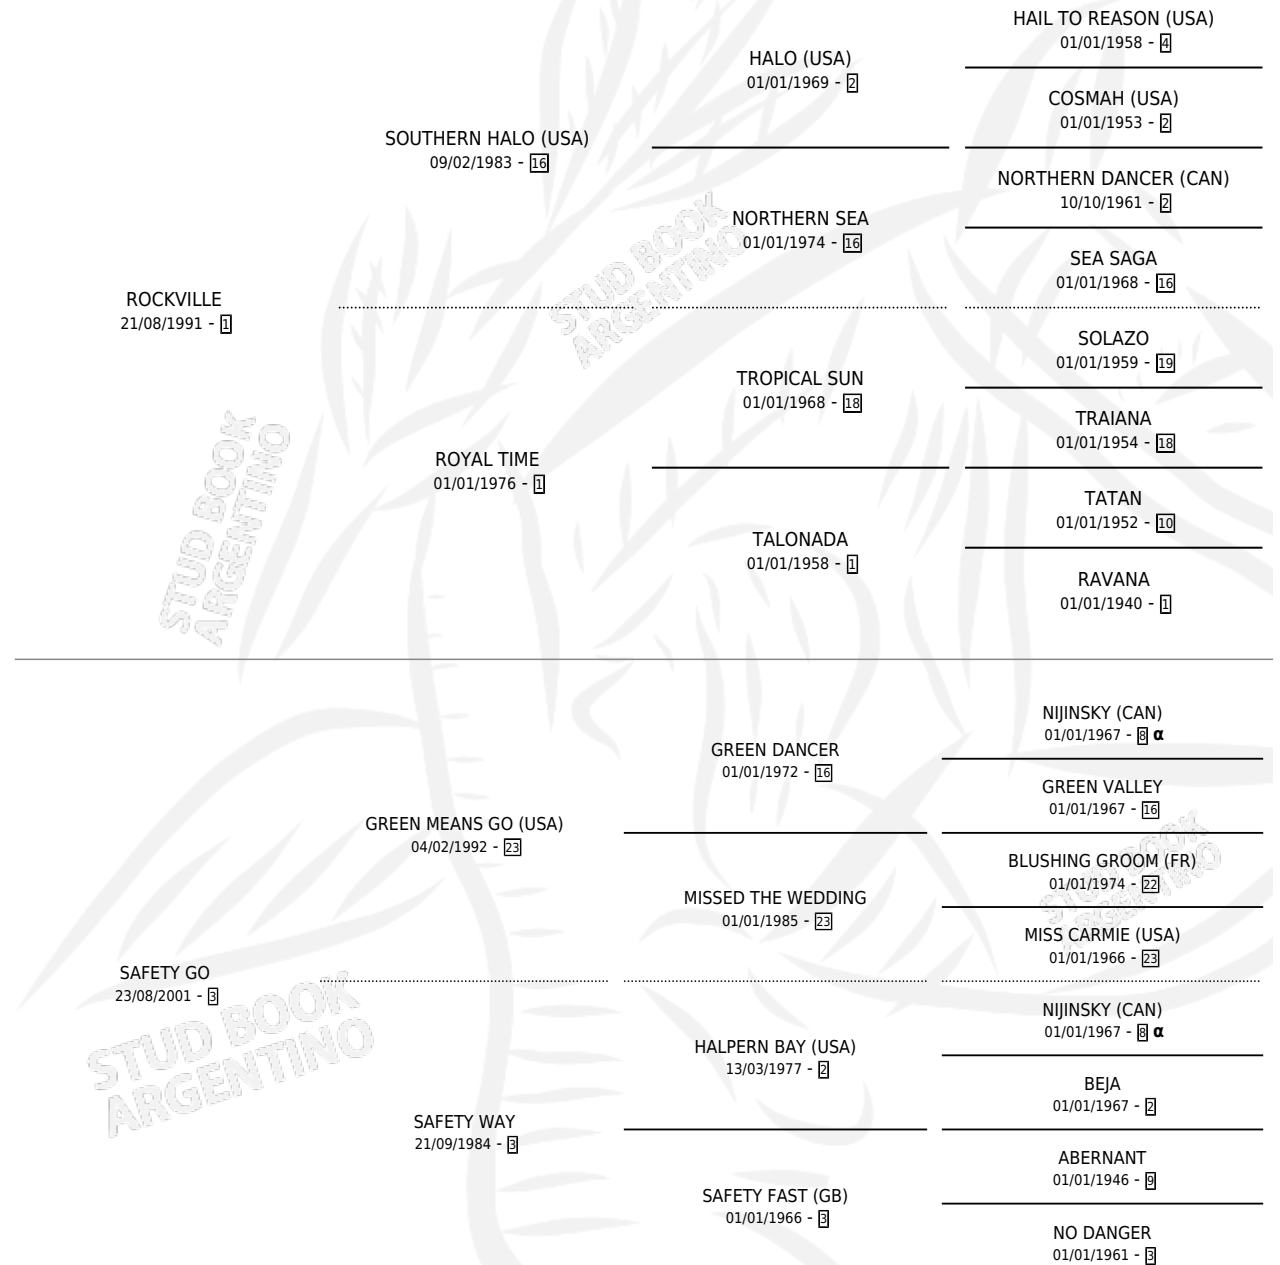 HAIL TO REASON (USA)
01/01/1958 - 4
HALO (USA)
01/01/1969 - 2
COSMAH (USA)
01/01/1953 - 2
SOUTHERN HALO (USA)
09/02/1983 - 16
NORTHERN DANCER (CAN)
10/10/1961 - 2
NORTHERN SEA
01/01/1974 - 16
SEA SAGA
01/01/1968 - 16
STUD BOOK
ARGENTINO
ROCKVILLE
21/08/1991 - 1
SOLAZO
01/01/1959 - 19
TROPICAL SUN
01/01/1968 - 18
TRAIANA
01/01/1954 - 18
ROYAL TIME
01/01/1976 - 1
TATAN
01/01/1952 - 10
TALONADA
01/01/1958 - 1
RAVANA
01/01/1940 - 1
STUD BOOK
ARGENTINO
NIJINSKY (CAN)
01/01/1967 - 8 α
GREEN DANCER
01/01/1972 - 16
GREEN VALLEY
01/01/1967 - 16
GREEN MEANS GO (USA)
04/02/1992 - 23
BLUSHING GROOM (FR)
01/01/1974 - 22
MISSED THE WEDDING
01/01/1985 - 23
MISS CARMIE (USA)
01/01/1966 - 23
STUD BOOK
ARGENTINO
SAFETY GO
23/08/2001 - 3
NIJINSKY (CAN)
01/01/1967 - 8 α
HALPERN BAY (USA)
13/03/1977 - 2
BEJA
01/01/1967 - 2
SAFETY WAY
21/09/1984 - 3
ABERNANT
01/01/1946 - 9
SAFETY FAST (GB)
01/01/1966 - 3
NO DANGER
01/01/1961 - 3
STUD BOOK
ARGENTINO